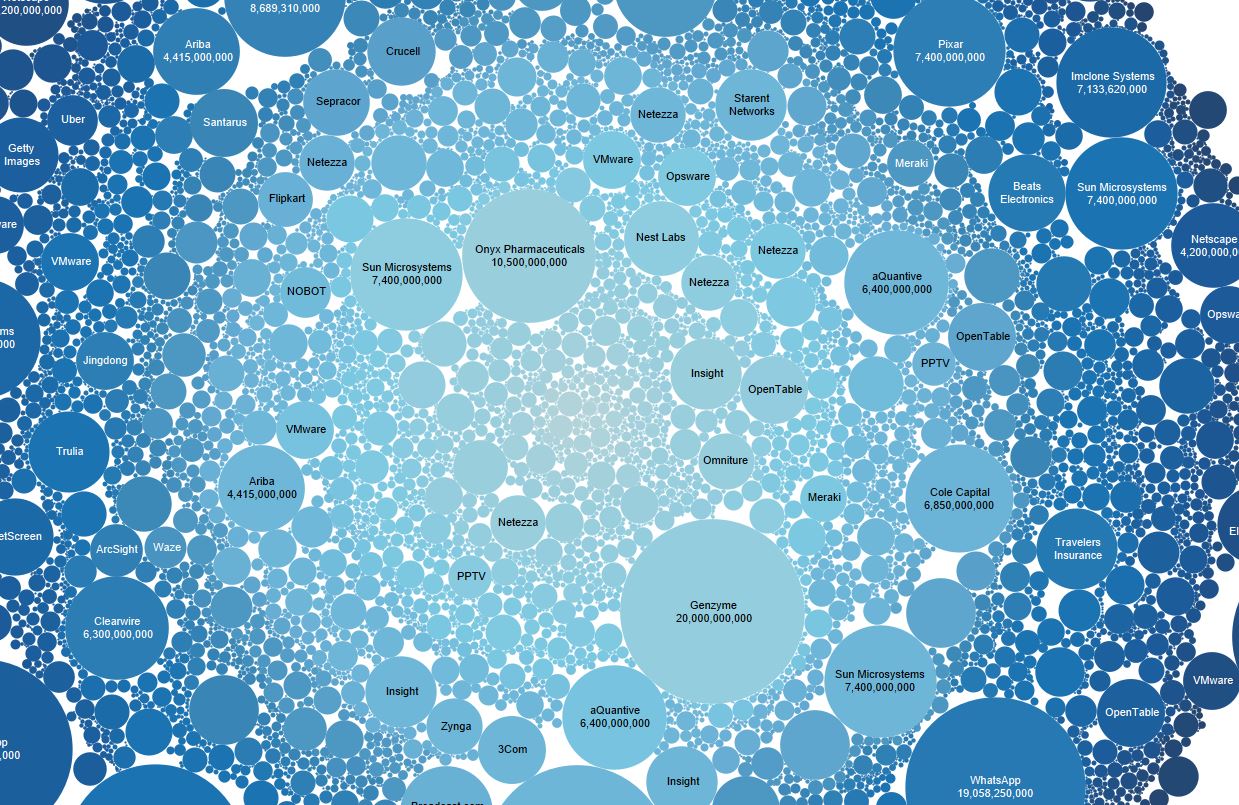 200,000,000
8,689,310,000
Ariba
4,415,000,000
Crucell
Pixar
7,400,000,000
Imclone Systems
7,133,620,000
Sepracor
Starent
Networks
Uber
Santarus
Netezza
Getty
Images
Netezza
VMware
Opsware
Meraki
Flipkart
Beats
Electronics
Sun Microsystems
7,400,000,000
are
Nest Labs
Onyx Pharmaceuticals
10,500,000,000
Netezza
Netscape
4,200,000,0
VMware
Sun Microsystems
7,400,000,000
aQuantive
6,400,000,000
Netezza
NOBOT
Opswa
ms
00
OpenTable
Jingdong
PPTV
Insight
OpenTable
VMware
Trulia
Omniture
Ariba
4,415,000,000
Cole Capital
6,850,000,000
Meraki
Netezza
etScreen
El
ArcSight
Waze
Travelers
Insurance
PPTV
Genzyme
20,000,000,000
Clearwire
6,300,000,000
Sun Microsystems
7,400,000,000
VMware
Insight
aQuantive
6,400,000,000
OpenTable
Zynga
pp
,000
3Com
Insight
WhatsApp
19,058,250,000